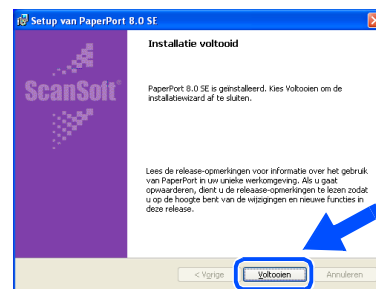 Setup van PaperPort 8.0 SE
Installatie voltooid
ScanSoft®
PaperPort 8.0 SE is geïnstalleerd. Kies Voltooien om de
installatiewizard af te sluiten.
Lees de release-opmerkingen voor informatie over het gebruik
van PaperPort in uw unieke werkomgeving. Als u gaat
opwaarderen, dient u de releaase-opmerkingen te lezen zodat
u op de hoogte bent van de wijzigingen en nieuwe functies in
deze release.
< Vorige Voltooien Annuleren